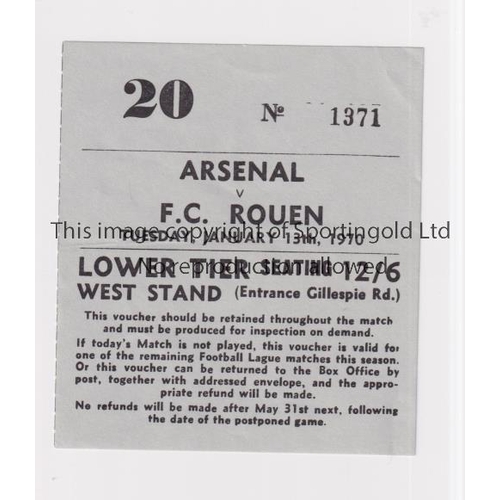 20 № 1371
ARSENAL
v
F.C. ROUEN
This image copyright of Sportingold Ltd
TUESDAY, JANUARY 13th, 1970
No reproduction allowed
LOWER TIER SEATING 12/6
WEST STAND (Entrance Gillespie Rd.)
This voucher should be retained throughout the match
and must be produced for inspection on demand.
If today's Match is not played, this voucher is valid for
one of the remaining Football League matches this season.
Or this voucher can be returned to the Box Office by
post, together with addressed envelope, and the appro-
priate refund will be made.
No refunds will be made after May 31st next, following
the date of the postponed game.